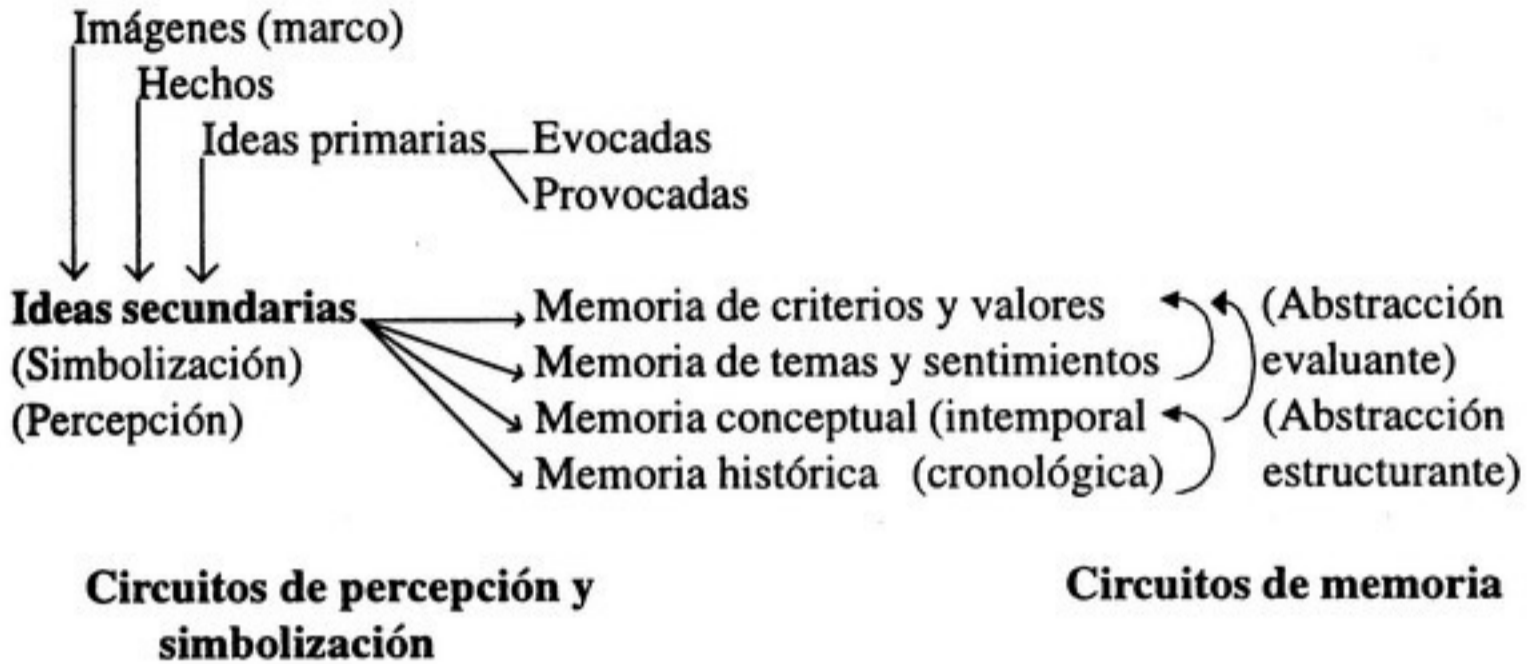 Imágenes (marco)
Hechos
Ideas primarias Evocadas
Provocadas
Ideas secundarias Memoria de criterios y valores (Abstracción
(Simbolización) Memoria de temas y sentimientos evaluante)
(Percepción) Memoria conceptual (intemporal (Abstracción
Memoria histórica (cronológica) estructurante)
Circuitos de percepción y Circuitos de memoria
simbolización